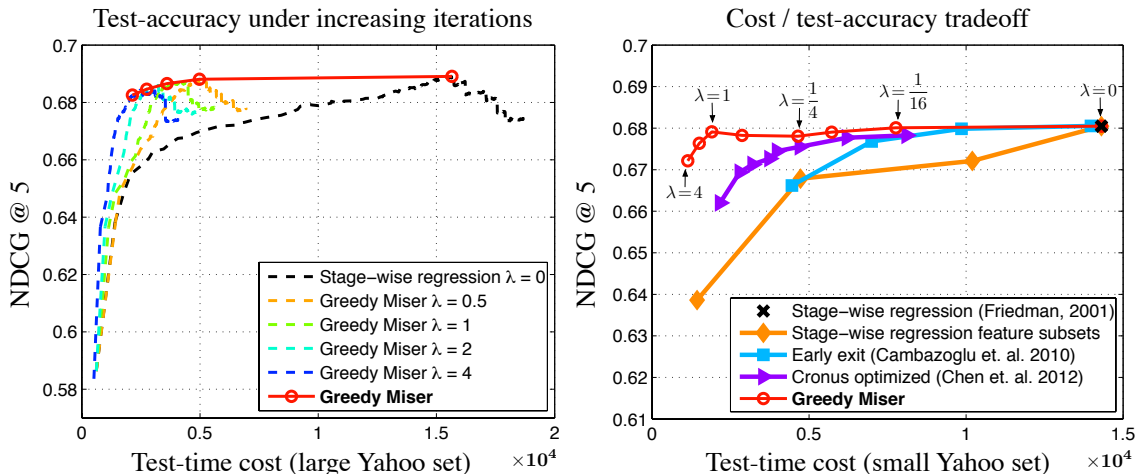 Test-accuracy under increasing iterations
NDCG @ 5
0.7
0.68
0.66
0.64
0.62
0.6
0.58
0
0.5
1
1.5
2
×10⁴
Test-time cost (large Yahoo set)
Stage-wise regression λ = 0
Greedy Miser λ = 0.5
Greedy Miser λ = 1
Greedy Miser λ = 2
Greedy Miser λ = 4
Greedy Miser
Cost / test-accuracy tradeoff
NDCG @ 5
0.7
0.69
0.68
0.67
0.66
0.65
0.64
0.63
0.62
0.61
λ=4
λ=1
λ=1/4
λ=1/16
λ=0
0
5
10
15
×10⁴
Test-time cost (small Yahoo set)
Stage-wise regression (Friedman, 2001)
Stage-wise regression feature subsets
Early exit (Cambazoglu et. al. 2010)
Cronus optimized (Chen et. al. 2012)
Greedy Miser